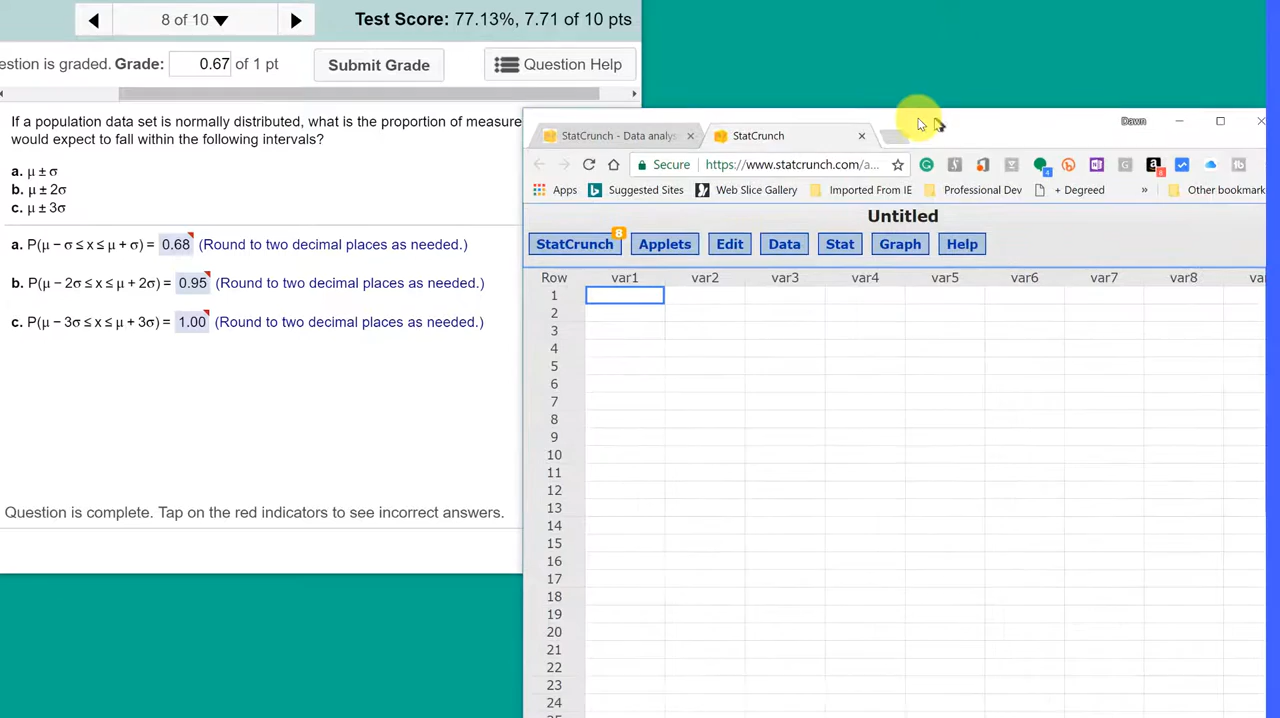 8 of 10
Test Score: 77.13%, 7.71 of 10 pts
estion is graded. Grade: 0.67 of 1 pt
Submit Grade
Question Help
If a population data set is normally distributed, what is the proportion of measure
would expect to fall within the following intervals?
a. μ ± σ
b. μ ± 2σ
c. μ ± 3σ
a. P(μ − σ ≤ x ≤ μ + σ) = 0.68 (Round to two decimal places as needed.)
b. P(μ − 2σ ≤ x ≤ μ + 2σ) = 0.95 (Round to two decimal places as needed.)
c. P(μ − 3σ ≤ x ≤ μ + 3σ) = 1.00 (Round to two decimal places as needed.)
Question is complete. Tap on the red indicators to see incorrect answers.
Dawn
StatCrunch - Data analys
StatCrunch
Secure https://www.statcrunch.com/a...
Apps Suggested Sites Web Slice Gallery Imported From IE Professional Dev + Degreed » Other bookmark
Untitled
StatCrunch 8 Applets Edit Data Stat Graph Help
Row var1 var2 var3 var4 var5 var6 var7 var8 va
1
2
3
4
5
6
7
8
9
10
11
12
13
14
15
16
17
18
19
20
21
22
23
24